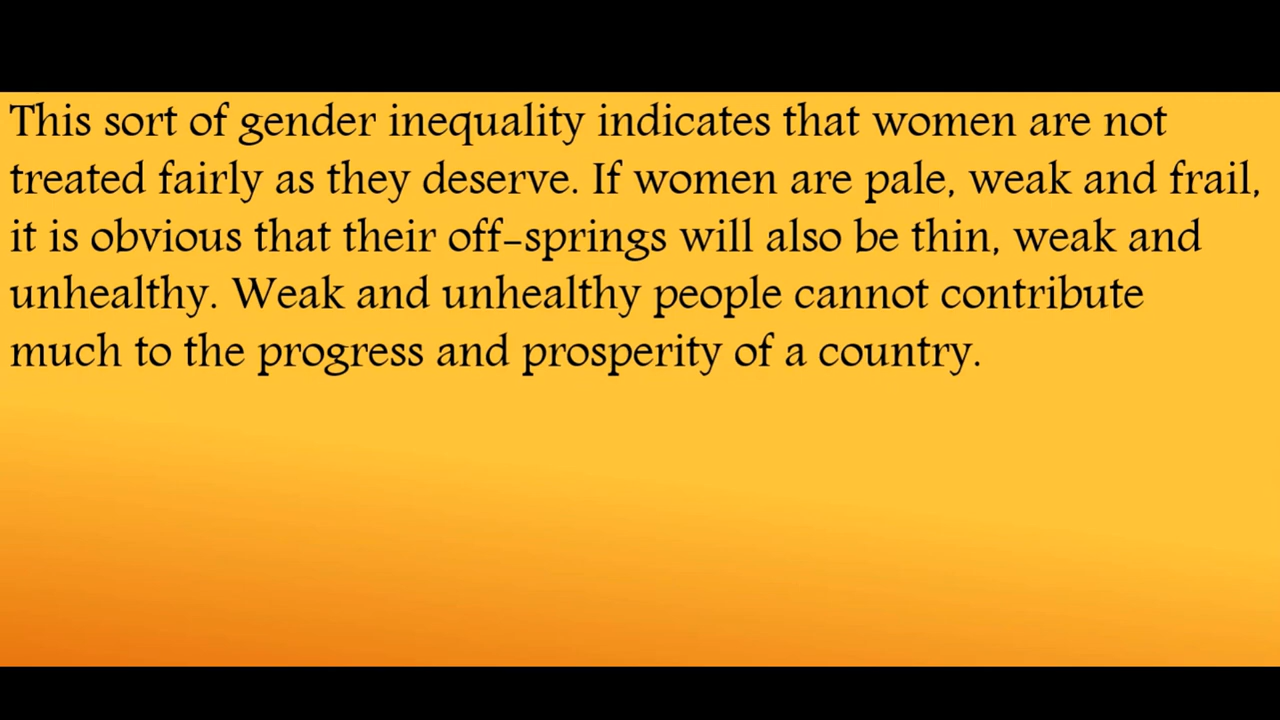 This sort of gender inequality indicates that women are not
treated fairly as they deserve. If women are pale, weak and frail,
it is obvious that their off-springs will also be thin, weak and
unhealthy. Weak and unhealthy people cannot contribute
much to the progress and prosperity of a country.